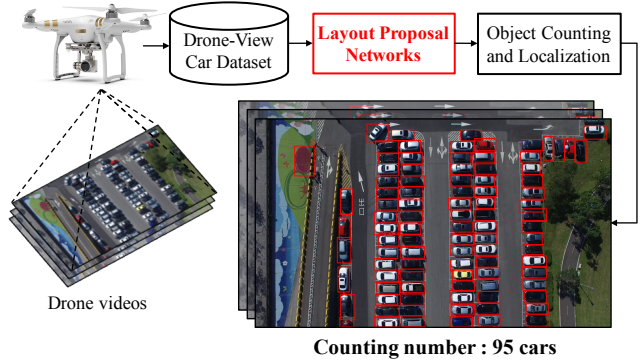 Drone-View
Car Dataset
Layout Proposal
Networks
Object Counting
and Localization
Drone videos
Counting number : 95 cars